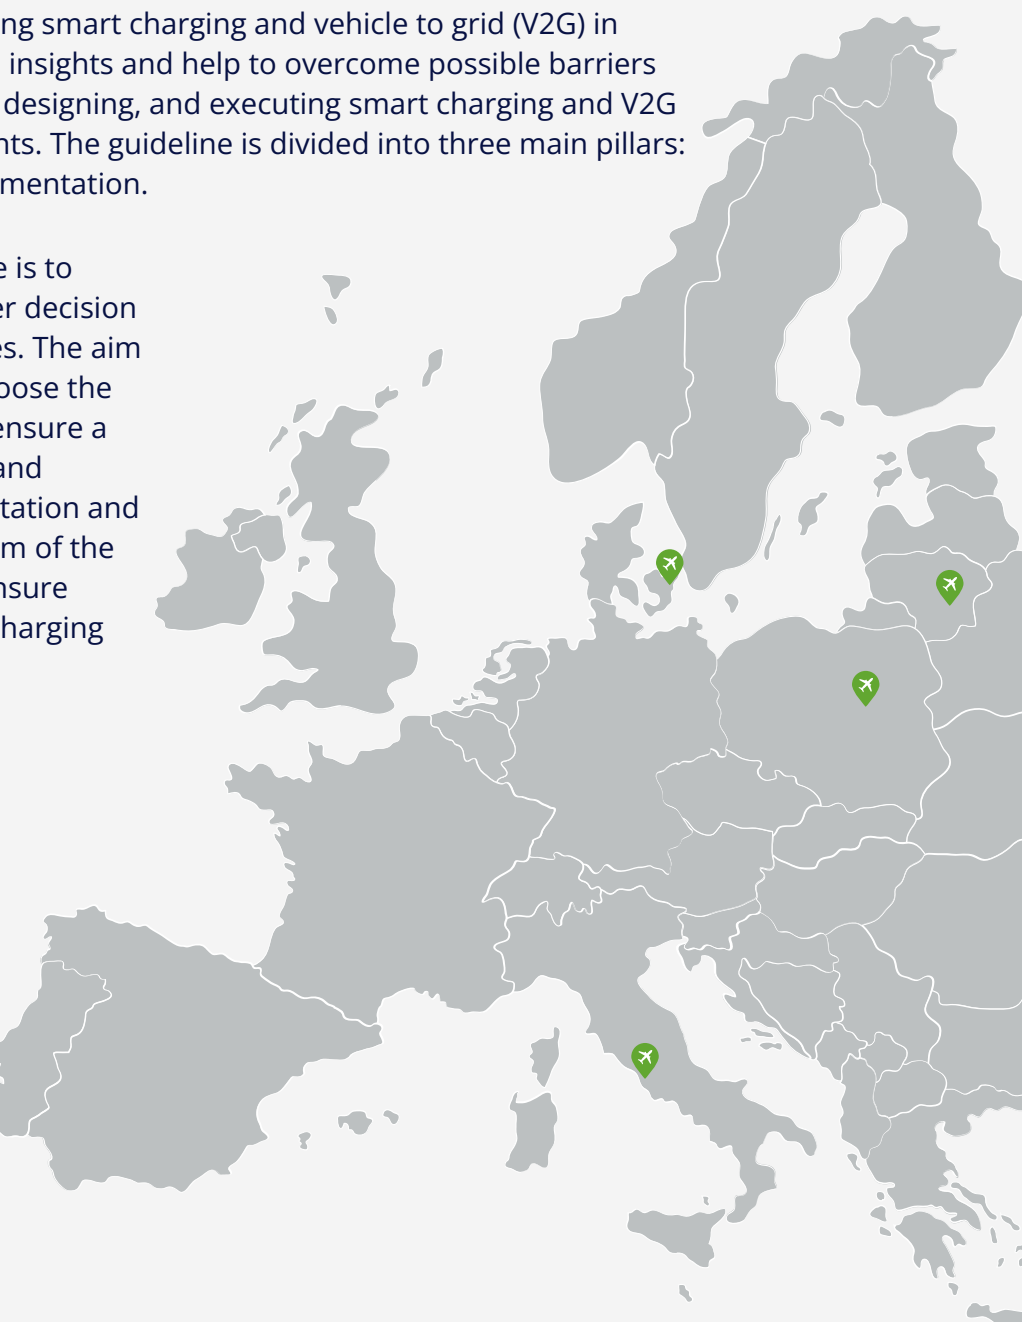 ng smart charging and vehicle to grid (V2G) in
insights and help to overcome possible barriers
designing, and executing smart charging and V2G
nts. The guideline is divided into three main pillars:
mentation.
e is to
er decision
es. The aim
oose the
ensure a
and
tation and
m of the
nsure
harging